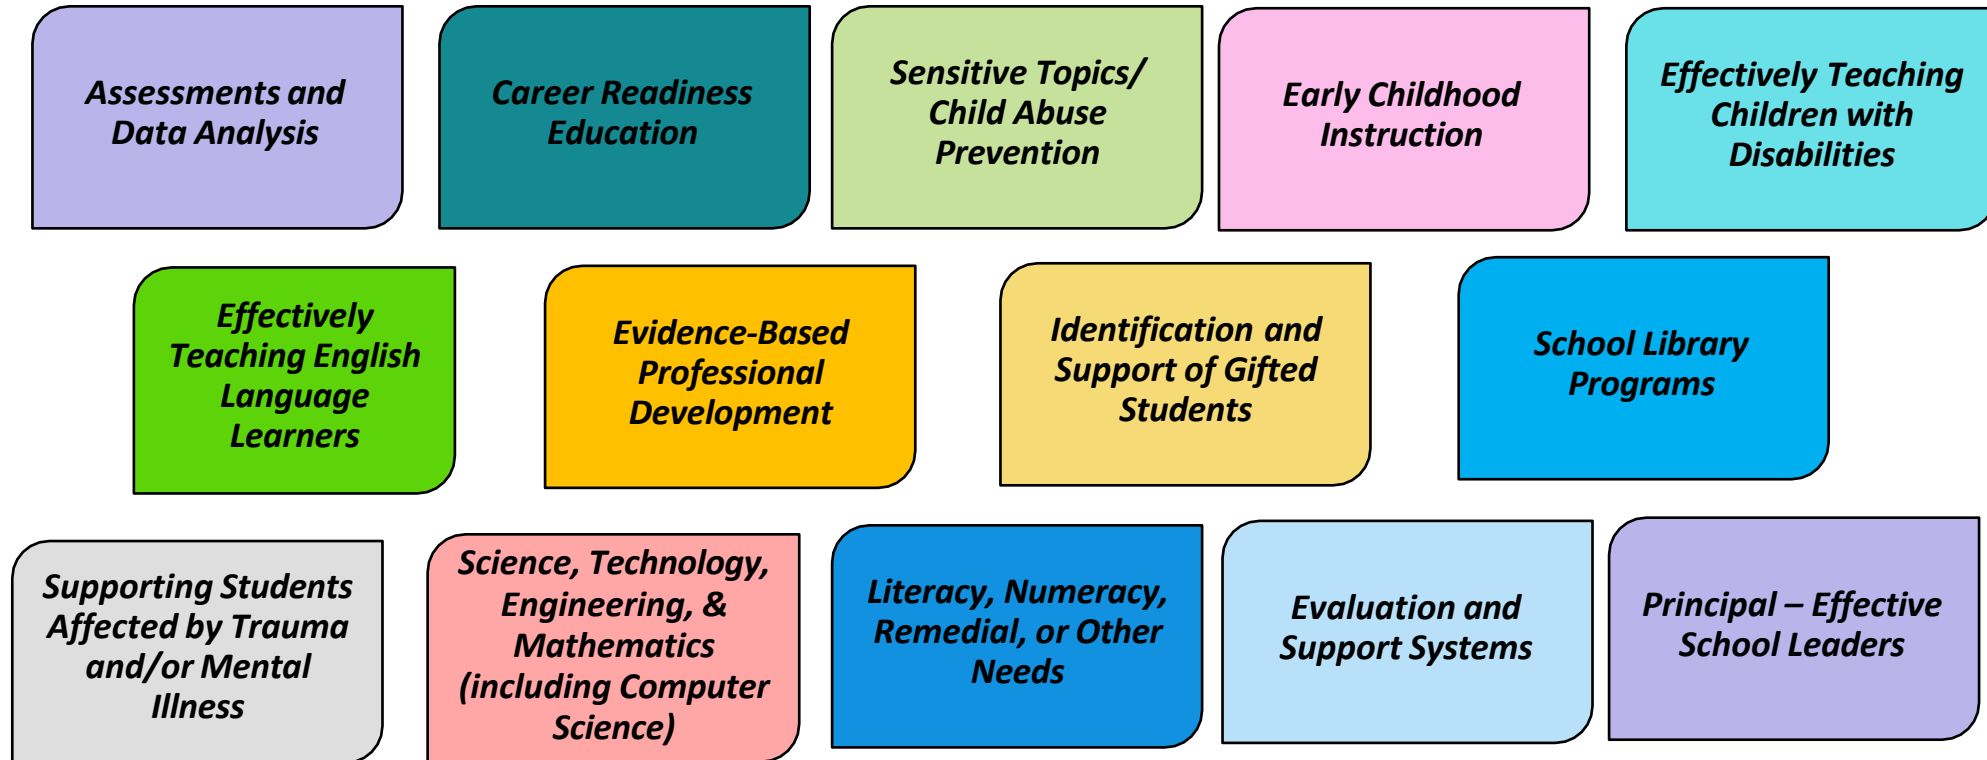 Assessments and
Data Analysis
Career Readiness
Education
Sensitive Topics/
Child Abuse
Prevention
Early Childhood
Instruction
Effectively Teaching
Children with
Disabilities
Effectively
Teaching English
Language
Learners
Evidence-Based
Professional
Development
Identification and
Support of Gifted
Students
School Library
Programs
Supporting Students
Affected by Trauma
and/or Mental
Illness
Science, Technology,
Engineering, &
Mathematics
(including Computer
Science)
Literacy, Numeracy,
Remedial, or Other
Needs
Evaluation and
Support Systems
Principal – Effective
School Leaders